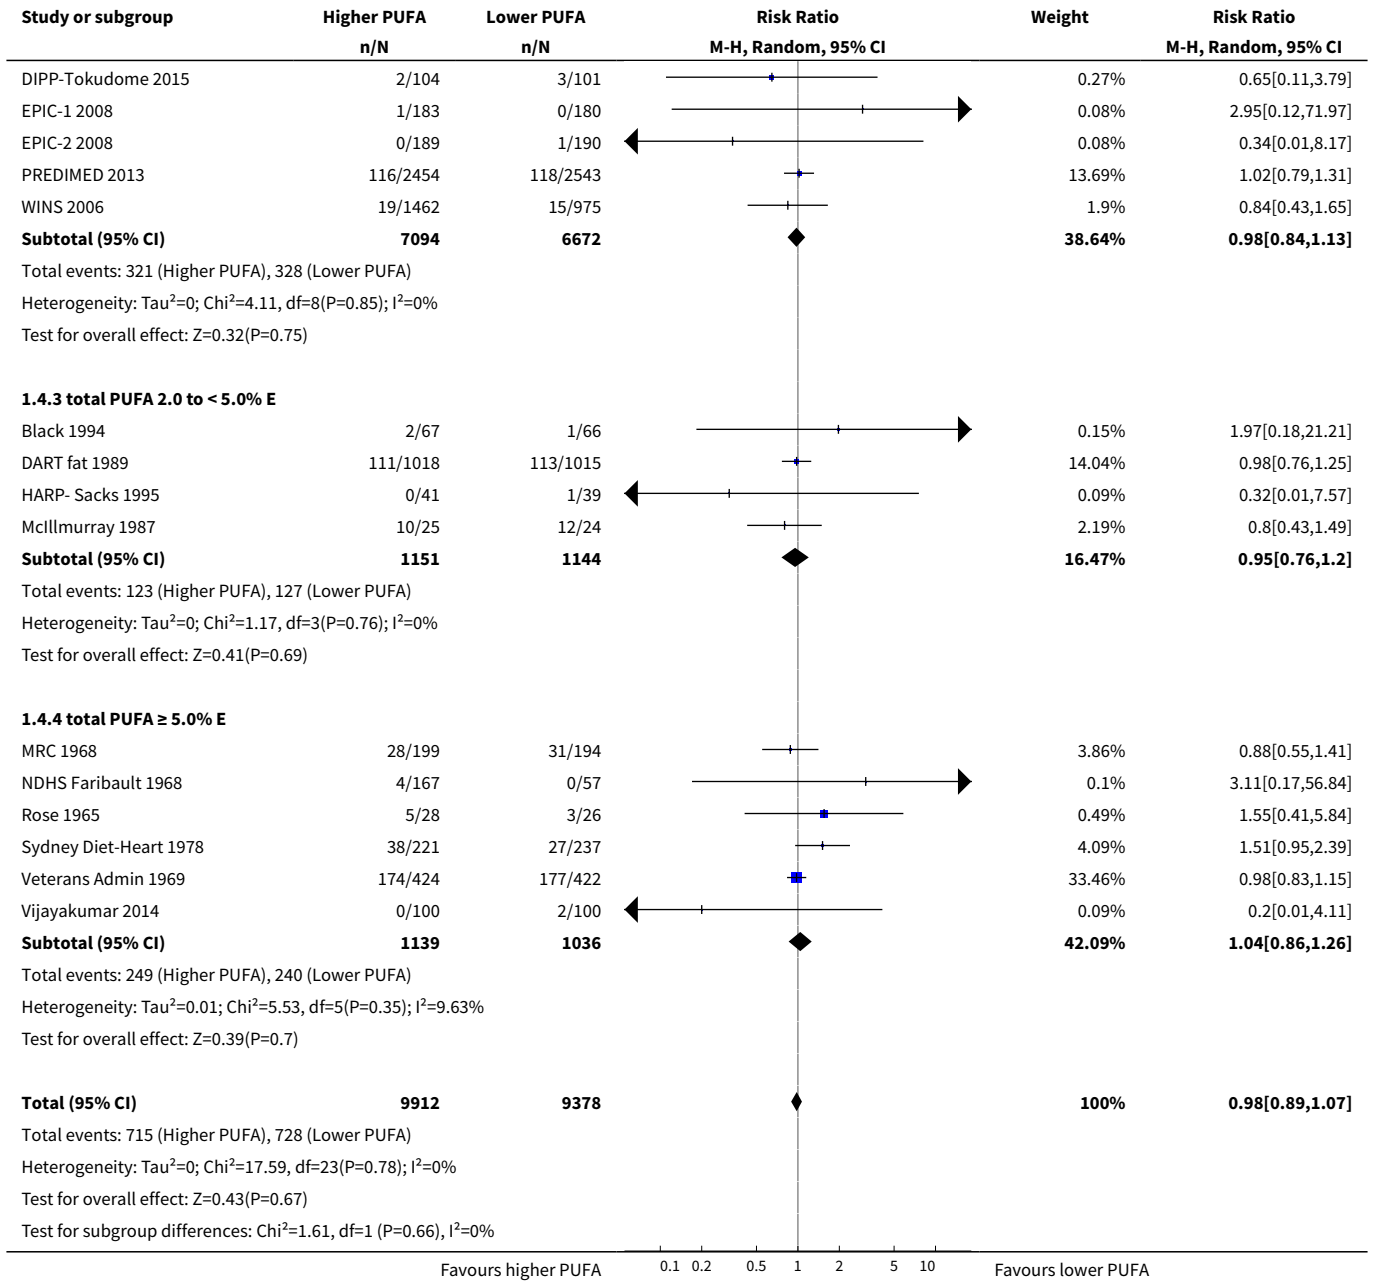 Study or subgroup Higher PUFA Lower PUFA Risk Ratio Weight Risk Ratio
n/N n/N M-H, Random, 95% CI M-H, Random, 95% CI
DIPP-Tokudome 2015 2/104 3/101 0.27% 0.65[0.11,3.79]
EPIC-1 2008 1/183 0/180 0.08% 2.95[0.12,71.97]
EPIC-2 2008 0/189 1/190 0.08% 0.34[0.01,8.17]
PREDIMED 2013 116/2454 118/2543 13.69% 1.02[0.79,1.31]
WINS 2006 19/1462 15/975 1.9% 0.84[0.43,1.65]
Subtotal (95% CI) 7094 6672 38.64% 0.98[0.84,1.13]
Total events: 321 (Higher PUFA), 328 (Lower PUFA)
Heterogeneity: Tau²=0; Chi²=4.11, df=8(P=0.85); I²=0%
Test for overall effect: Z=0.32(P=0.75)
1.4.3 total PUFA 2.0 to < 5.0% E
Black 1994 2/67 1/66 0.15% 1.97[0.18,21.21]
DART fat 1989 111/1018 113/1015 14.04% 0.98[0.76,1.25]
HARP- Sacks 1995 0/41 1/39 0.09% 0.32[0.01,7.57]
McIllmurray 1987 10/25 12/24 2.19% 0.8[0.43,1.49]
Subtotal (95% CI) 1151 1144 16.47% 0.95[0.76,1.2]
Total events: 123 (Higher PUFA), 127 (Lower PUFA)
Heterogeneity: Tau²=0; Chi²=1.17, df=3(P=0.76); I²=0%
Test for overall effect: Z=0.41(P=0.69)
1.4.4 total PUFA ≥ 5.0% E
MRC 1968 28/199 31/194 3.86% 0.88[0.55,1.41]
NDHS Faribault 1968 4/167 0/57 0.1% 3.11[0.17,56.84]
Rose 1965 5/28 3/26 0.49% 1.55[0.41,5.84]
Sydney Diet-Heart 1978 38/221 27/237 4.09% 1.51[0.95,2.39]
Veterans Admin 1969 174/424 177/422 33.46% 0.98[0.83,1.15]
Vijayakumar 2014 0/100 2/100 0.09% 0.2[0.01,4.11]
Subtotal (95% CI) 1139 1036 42.09% 1.04[0.86,1.26]
Total events: 249 (Higher PUFA), 240 (Lower PUFA)
Heterogeneity: Tau²=0.01; Chi²=5.53, df=5(P=0.35); I²=9.63%
Test for overall effect: Z=0.39(P=0.7)
Total (95% CI) 9912 9378 100% 0.98[0.89,1.07]
Total events: 715 (Higher PUFA), 728 (Lower PUFA)
Heterogeneity: Tau²=0; Chi²=17.59, df=23(P=0.78); I²=0%
Test for overall effect: Z=0.43(P=0.67)
Test for subgroup differences: Chi²=1.61, df=1 (P=0.66), I²=0%
Favours higher PUFA 0.1 0.2 0.5 1 2 5 10 Favours lower PUFA